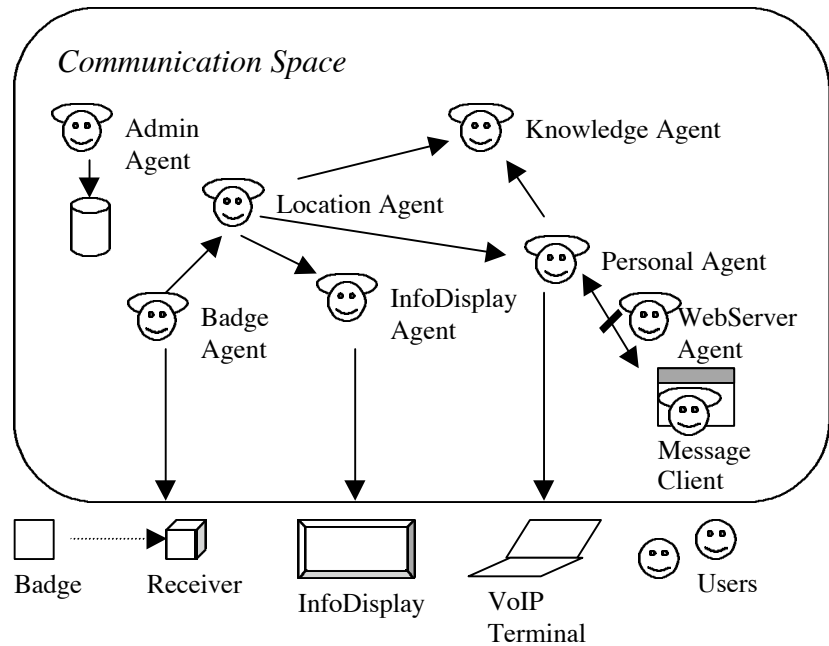 Communication Space
Admin
Agent
Knowledge Agent
Location Agent
Personal Agent
Badge
Agent
InfoDisplay
Agent
WebServer
Agent
Message
Client
Badge
Receiver
InfoDisplay
VoIP
Terminal
Users